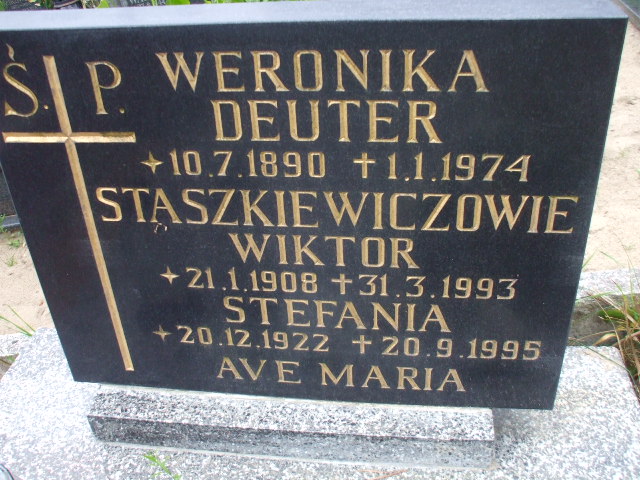 Ś. P. WERONIKA
DEUTER
10.7.1890 1.1.1974
STĄSZKIEWICZOWIE
WIKTOR
21.1.1908 31.3.1993
STEFANIA
20.12.1922 20.9.1995
AVE MARIA